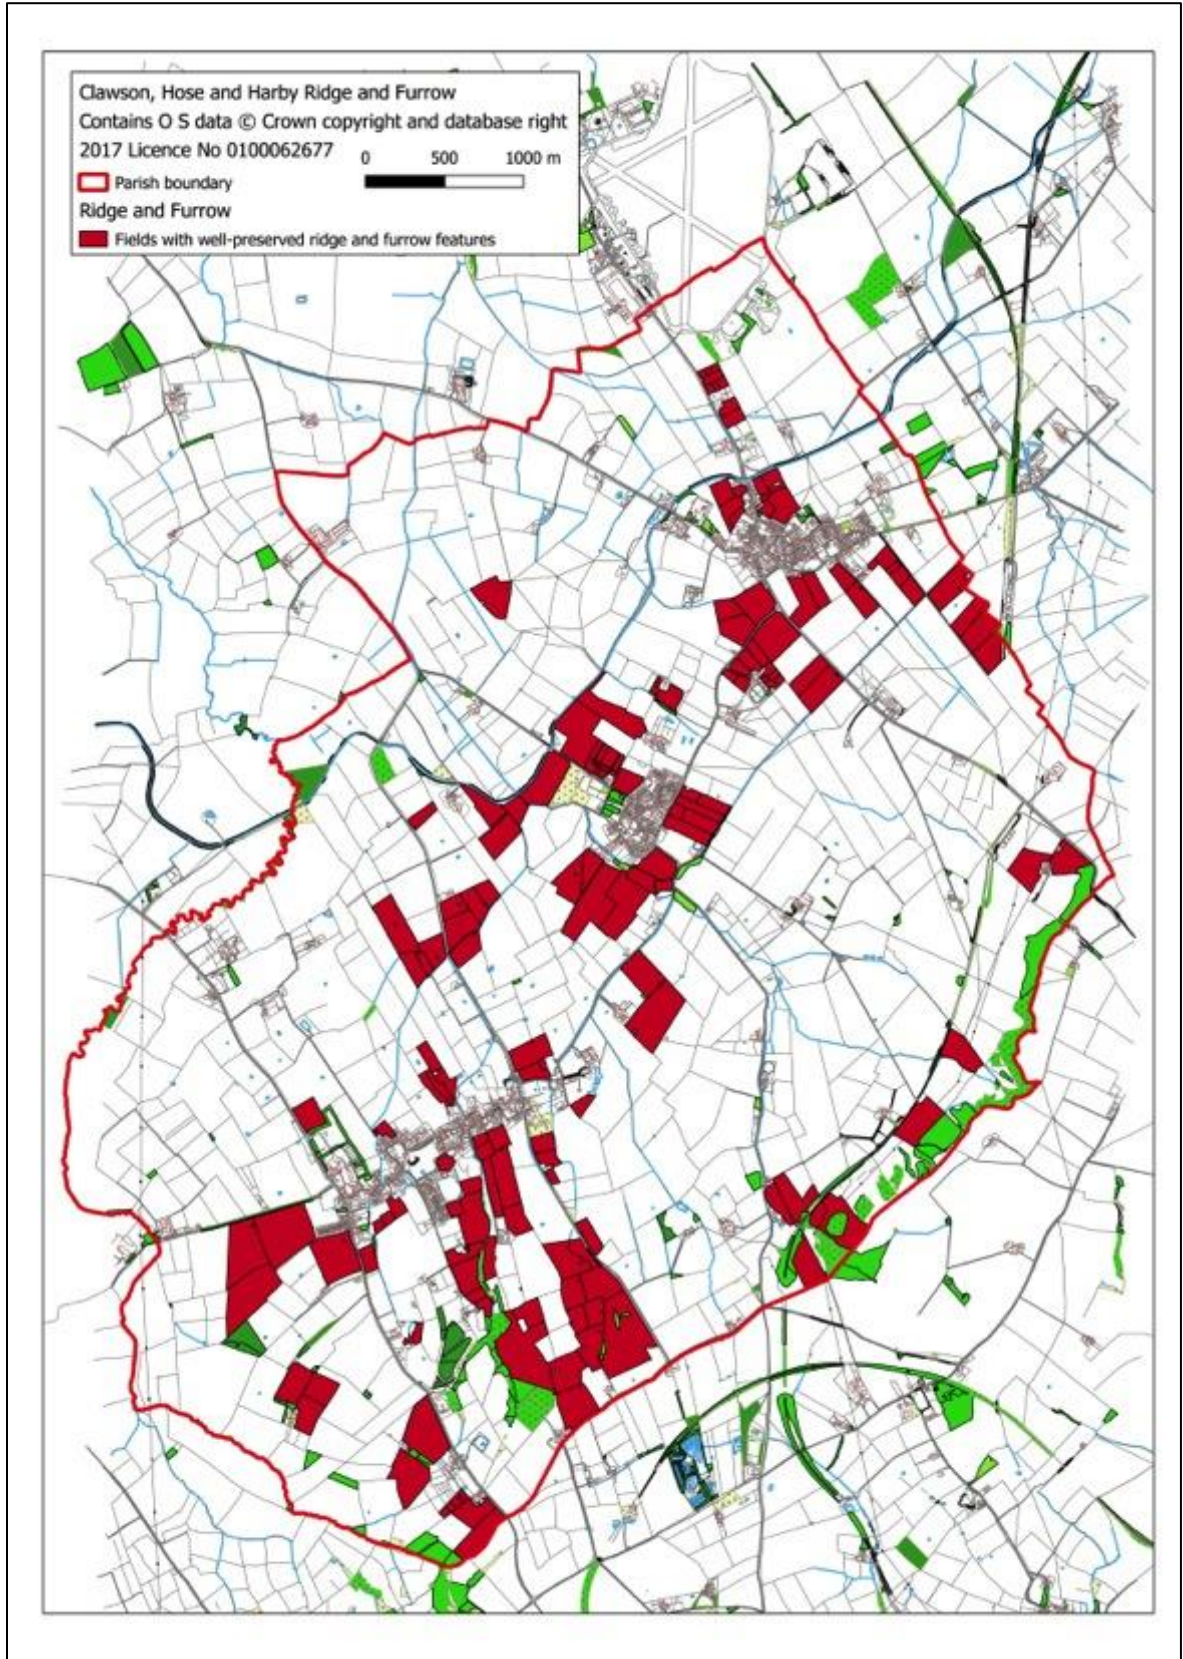 Clawson, Hose and Harby Ridge and Furrow
Contains O S data © Crown copyright and database right
2017 Licence No 0100062677
0 500 1000 m
Parish boundary
Ridge and Furrow
Fields with well-preserved ridge and furrow features